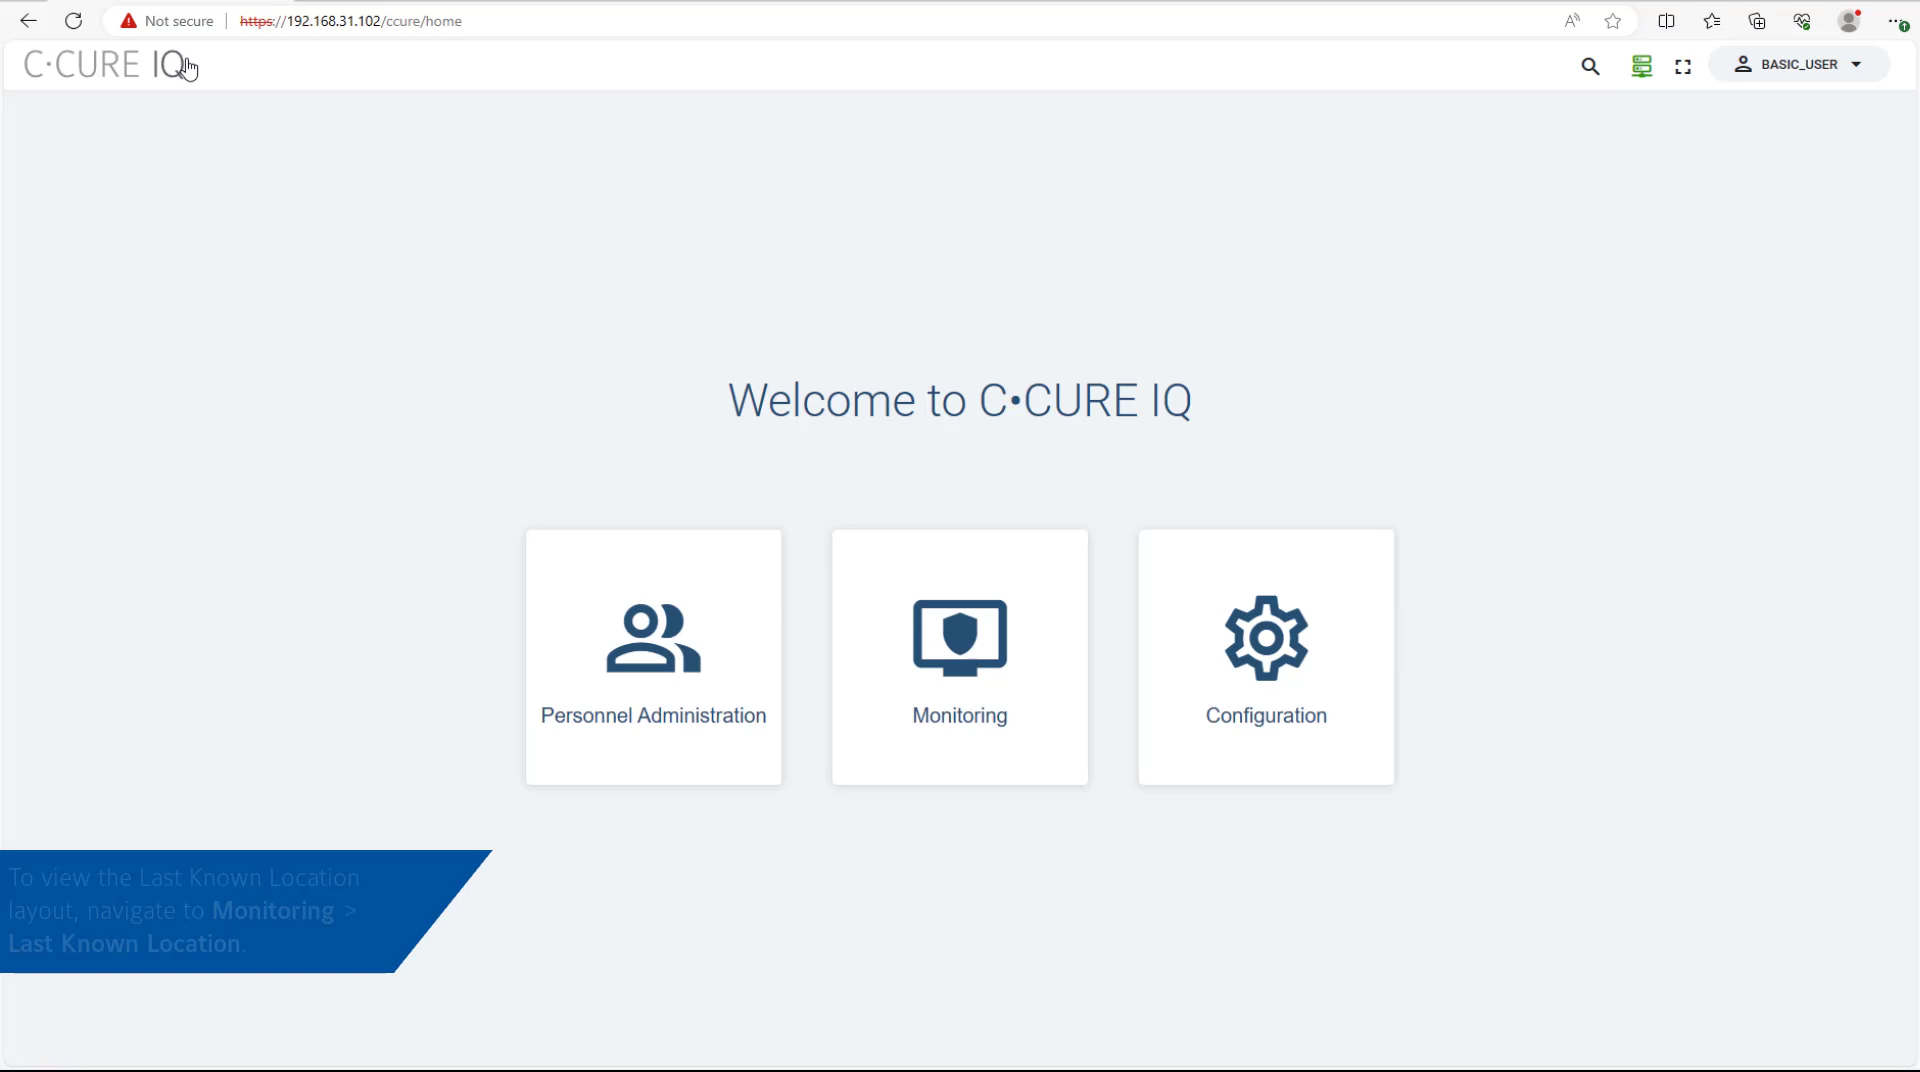 Not secure | https://192.168.31.102/ccure/home
C•CURE IQ
BASIC_USER
Welcome to C•CURE IQ
Personnel Administration
Monitoring
Configuration
To view the Last Known Location
layout, navigate to Monitoring >
Last Known Location.